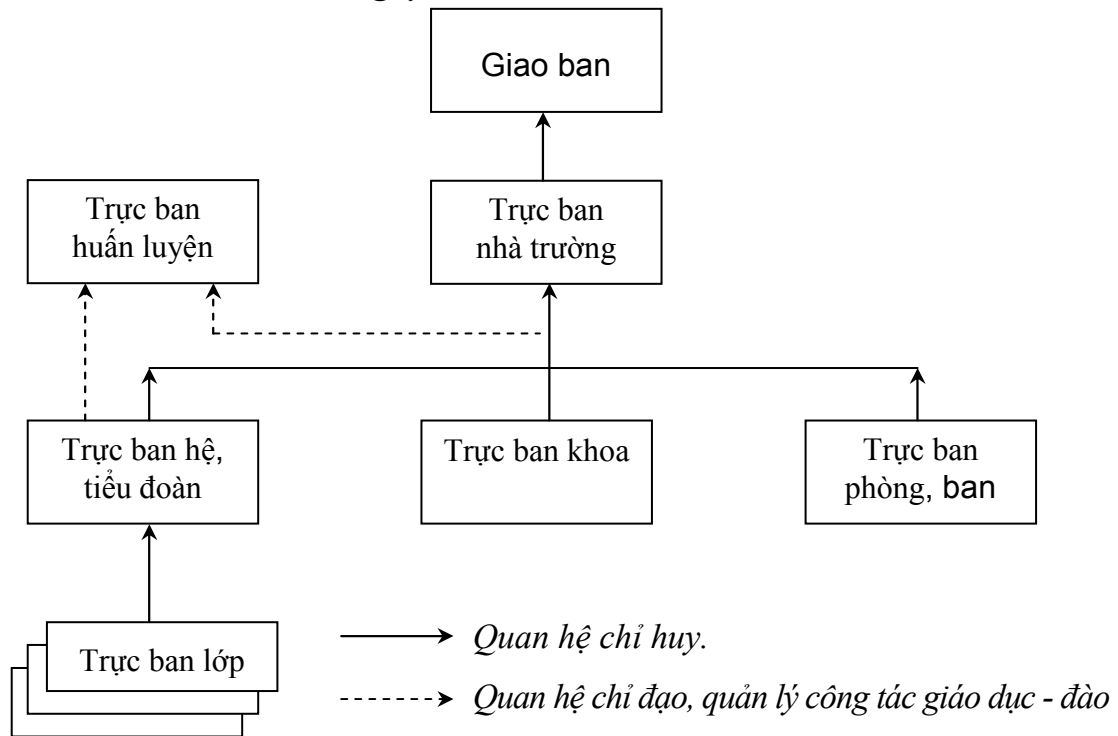 Giao ban
Trực ban
huấn luyện
Trực ban
nhà trường
Trực ban hệ,
tiểu đoàn
Trực ban khoa
Trực ban
phòng, ban
Trực ban lớp
Quan hệ chỉ huy.
Quan hệ chỉ đạo, quản lý công tác giáo dục - đào